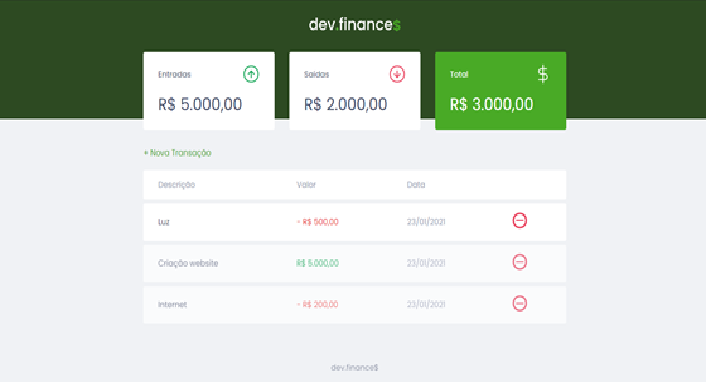 dev.finance$
Entradas
R$ 5.000,00
Saídas
R$ 2.000,00
Total
$
R$ 3.000,00
+ Nova Transação
Descrição Valor Data
Luz - R$ 500,00 23/01/2021
Criação website R$ 5.000,00 23/01/2021
Internet - R$ 200,00 23/01/2021
dev.finance$